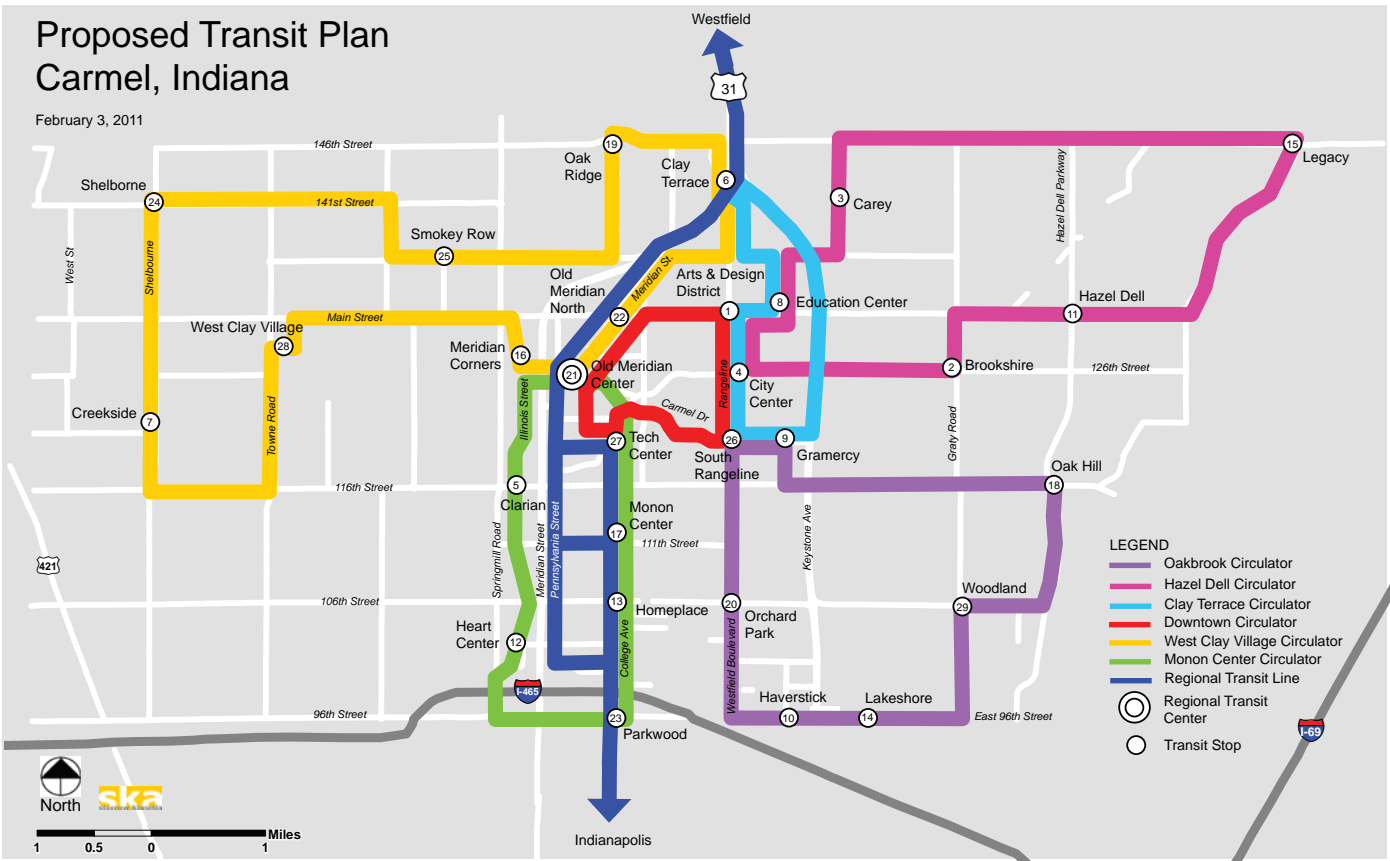 Proposed Transit Plan
Carmel, Indiana
February 3, 2011
Westfield
31
146th Street
19
Oak
Ridge
Clay
Terrace
6
15
Legacy
Shelborne
24
141st Street
3
Carey
Hazel Dell Parkway
Smokey Row
25
West St
Shelbourne
Old
Meridian
North
Meridian St.
Arts & Design
District
8
Education Center
Hazel Dell
11
22
1
Main Street
West Clay Village
28
Meridian
Corners
16
21
Old Meridian
Center
4
City
Center
Rangeline
2
Brookshire
126th Street
Creekside
7
Towne Road
Illinois Street
Carmel Dr
27
Tech
Center
26
South
Rangeline
9
Gramercy
Graty Road
Oak Hill
18
116th Street
5
Clarian
Monon
Center
17
111th Street
Springmill Road
Meridian Street
Pennsylvania Street
Keystone Ave
421
106th Street
13
Homeplace
20
Orchard
Park
Woodland
29
Heart
Center
12
College Ave
Westfield Boulevard
I-465
96th Street
23
Parkwood
Haverstick
10
Lakeshore
14
East 96th Street
LEGEND
Oakbrook Circulator
Hazel Dell Circulator
Clay Terrace Circulator
Downtown Circulator
West Clay Village Circulator
Monon Center Circulator
Regional Transit Line
Regional Transit
Center
Transit Stop
I-69
North
ska
Miles
1 0.5 0 1
Indianapolis